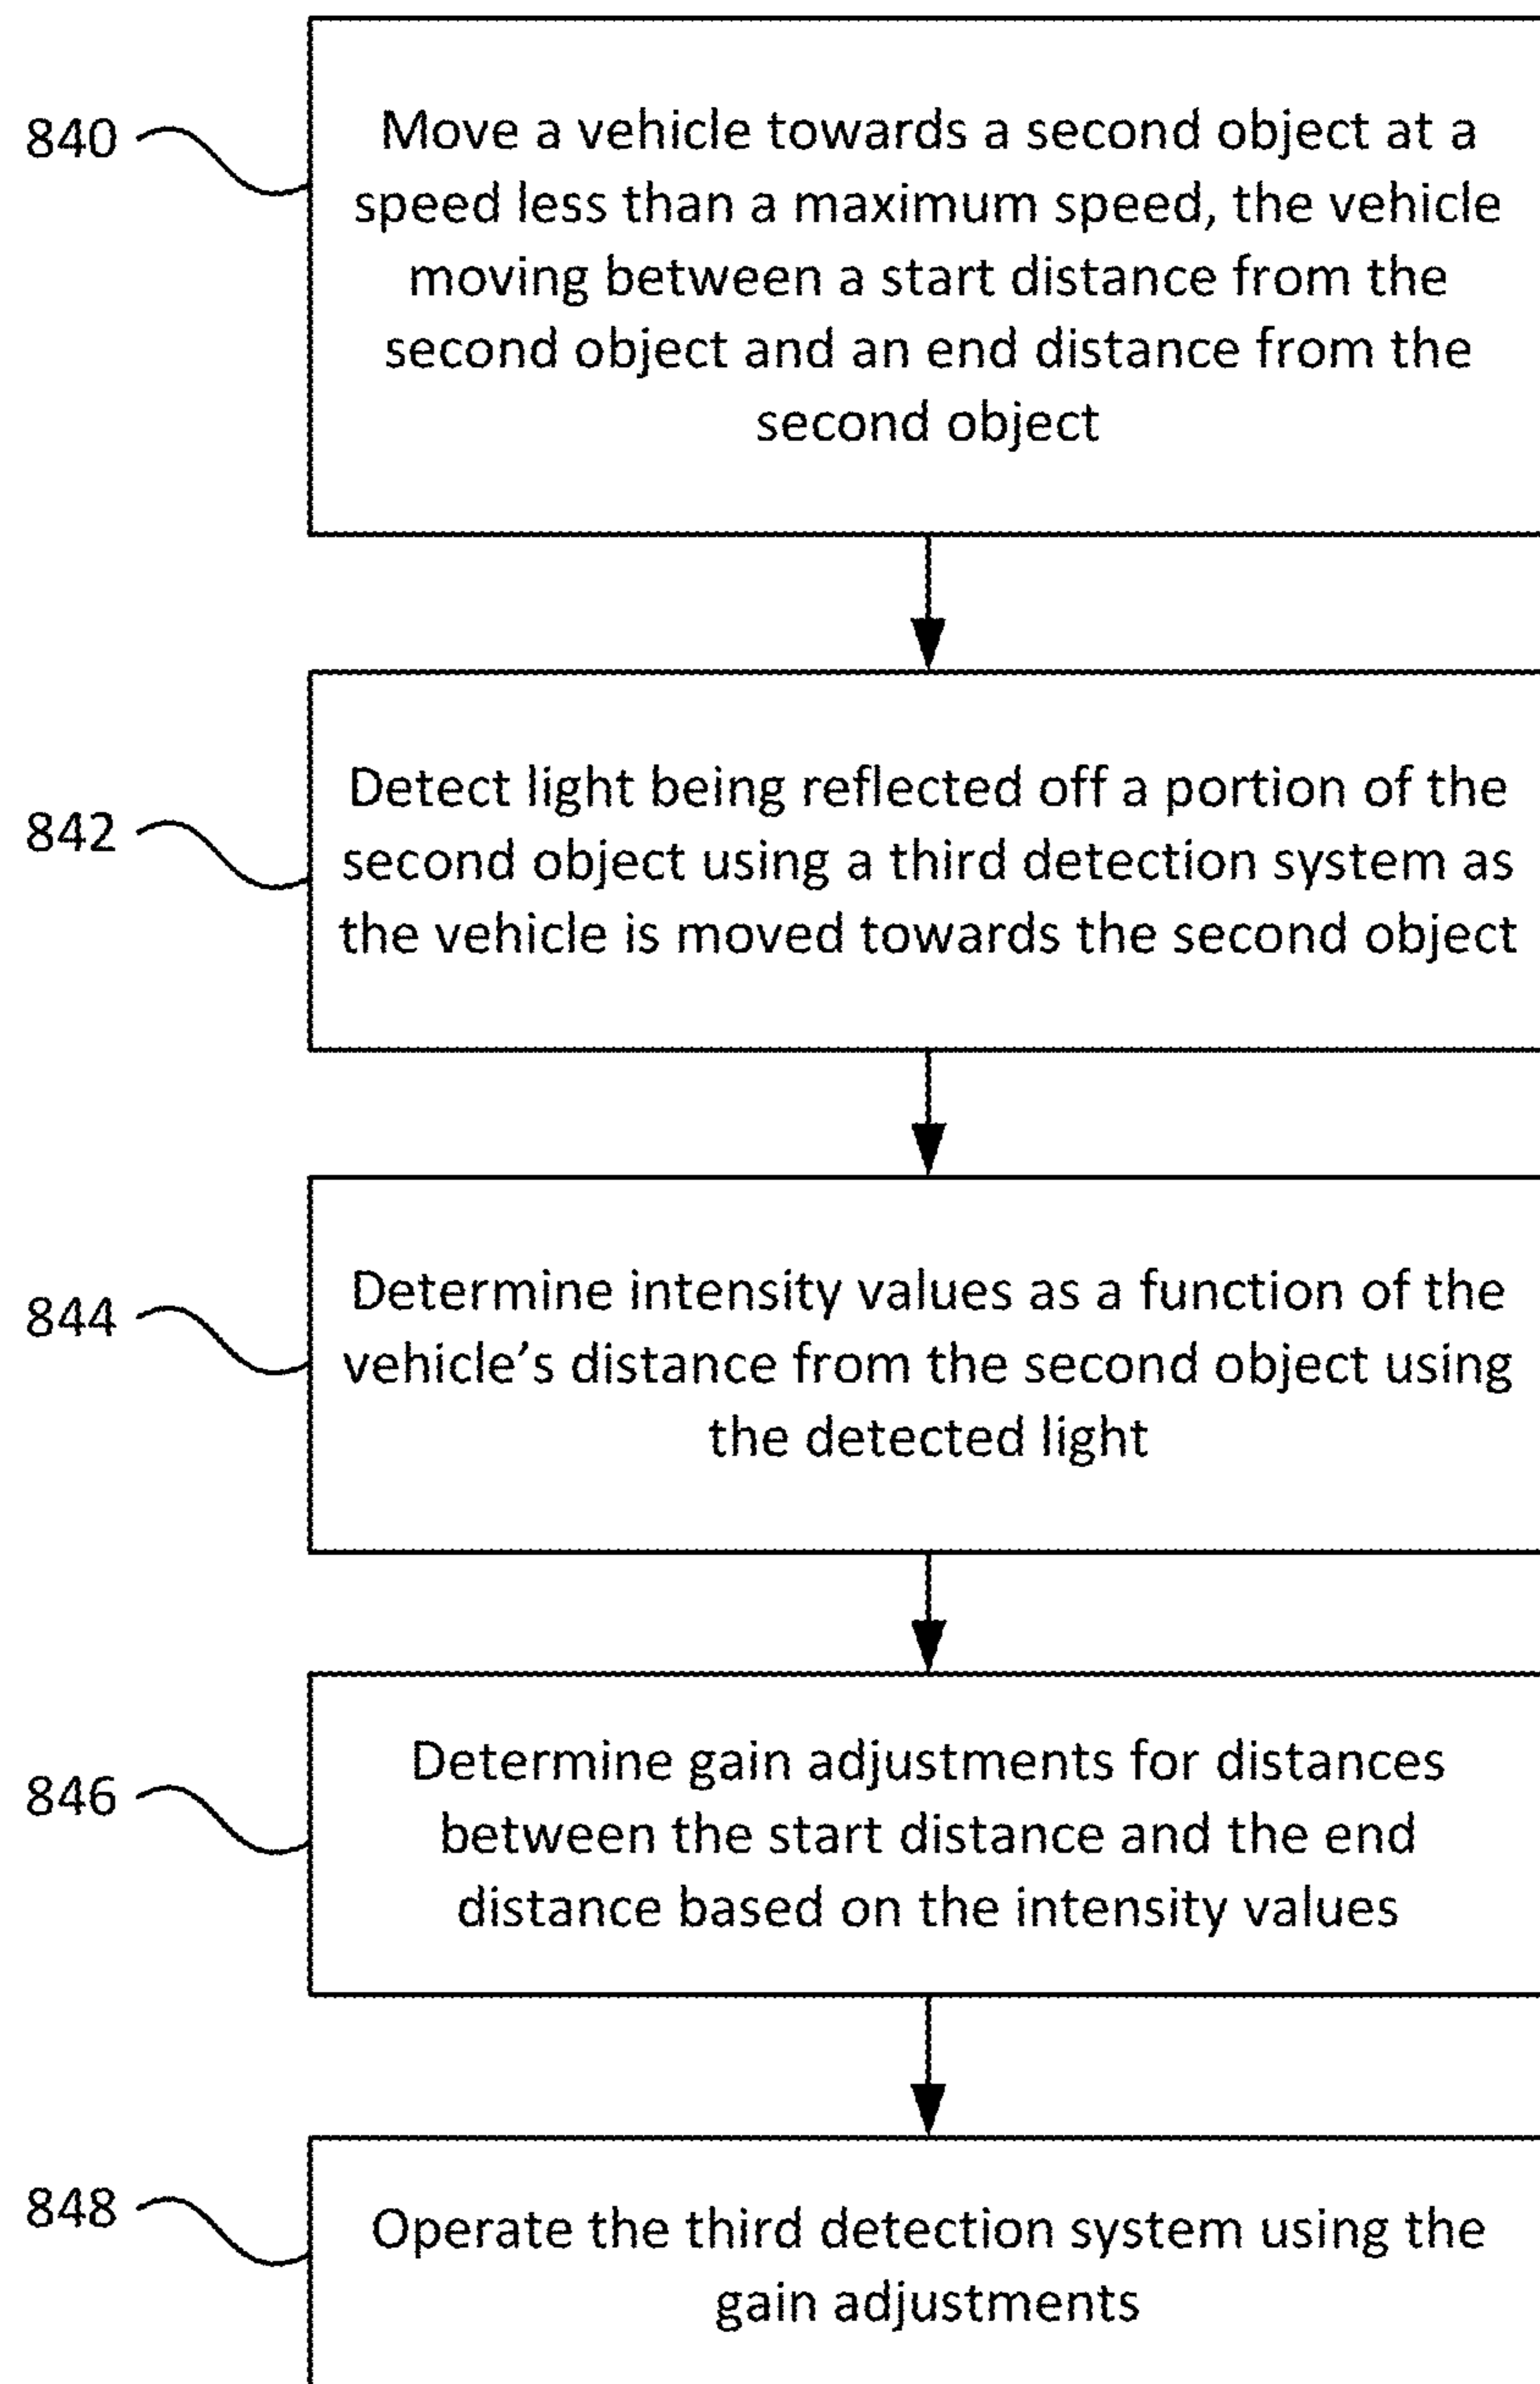 840
Move a vehicle towards a second object at a
speed less than a maximum speed, the vehicle
moving between a start distance from the
second object and an end distance from the
second object
842
Detect light being reflected off a portion of the
second object using a third detection system as
the vehicle is moved towards the second object
844
Determine intensity values as a function of the
vehicle’s distance from the second object using
the detected light
846
Determine gain adjustments for distances
between the start distance and the end
distance based on the intensity values
848
Operate the third detection system using the
gain adjustments